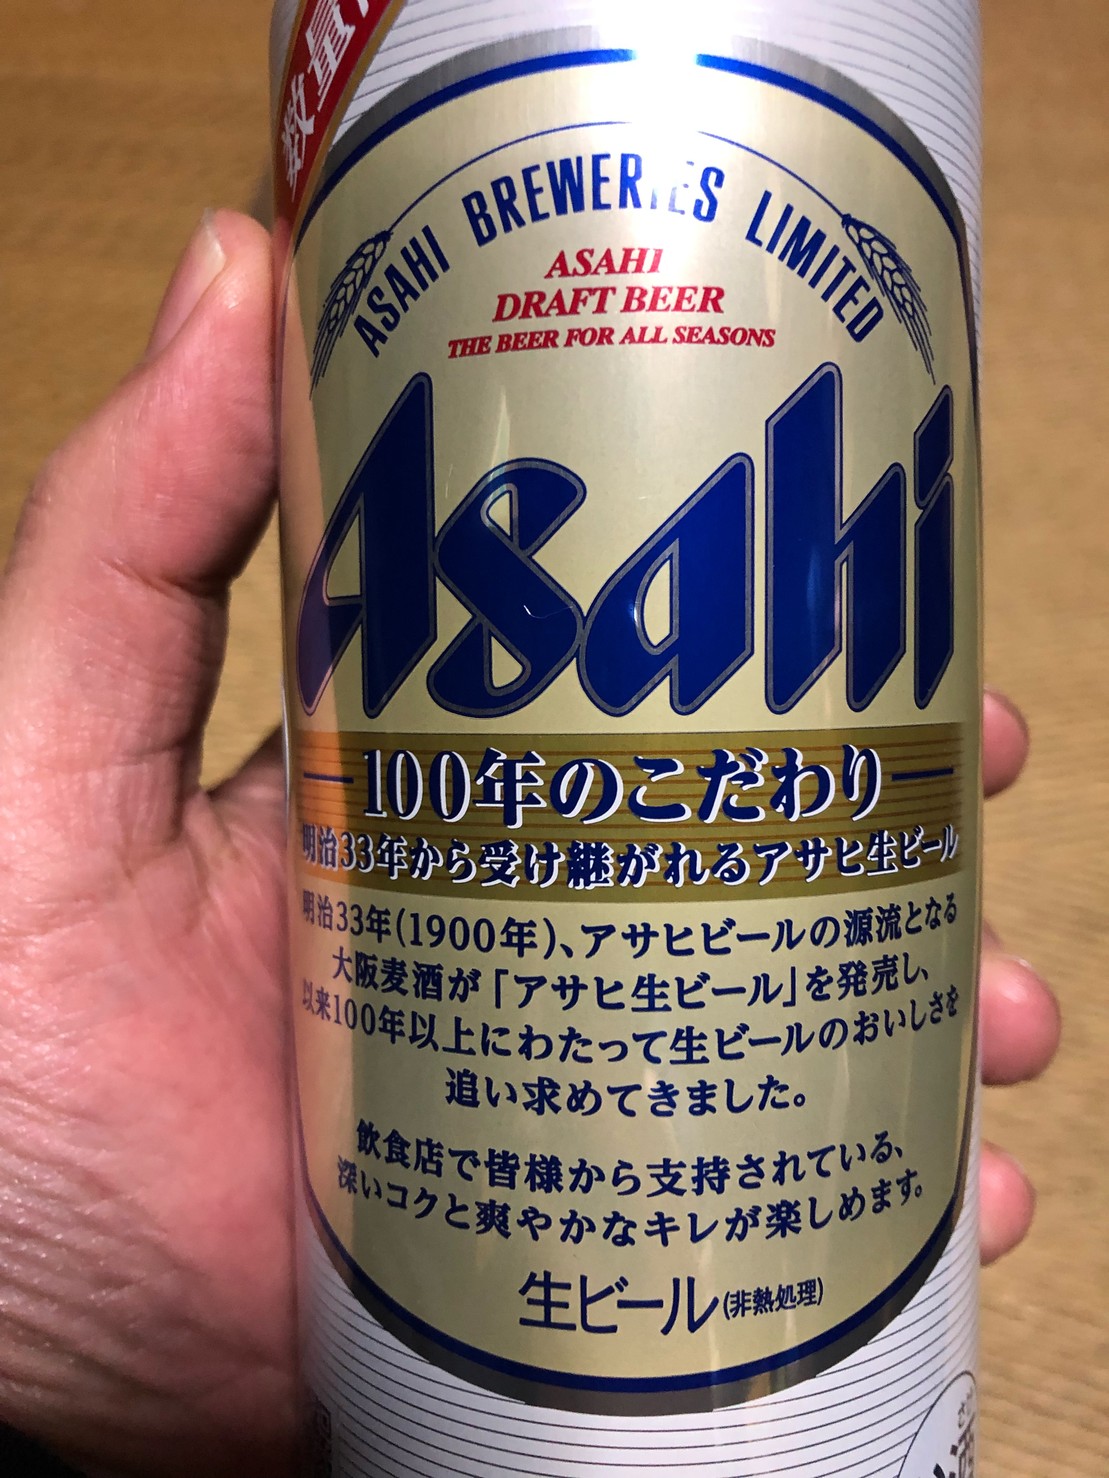 数量
ASAHI BREWERIES LIMITED
ASAHI
DRAFT BEER
THE BEER FOR ALL SEASONS
Asahi
100年のこだわり
明治33年から受け継がれるアサヒ生ビール
明治33年(1900年)、アサヒビールの源流となる
大阪麦酒が「アサヒ生ビール」を発売し、
以来100年以上にわたって生ビールのおいしさを
追い求めてきました。
飲食店で皆様から支持されている、
深いコクと爽やかなキレが楽しめます。
生ビール(非熱処理)